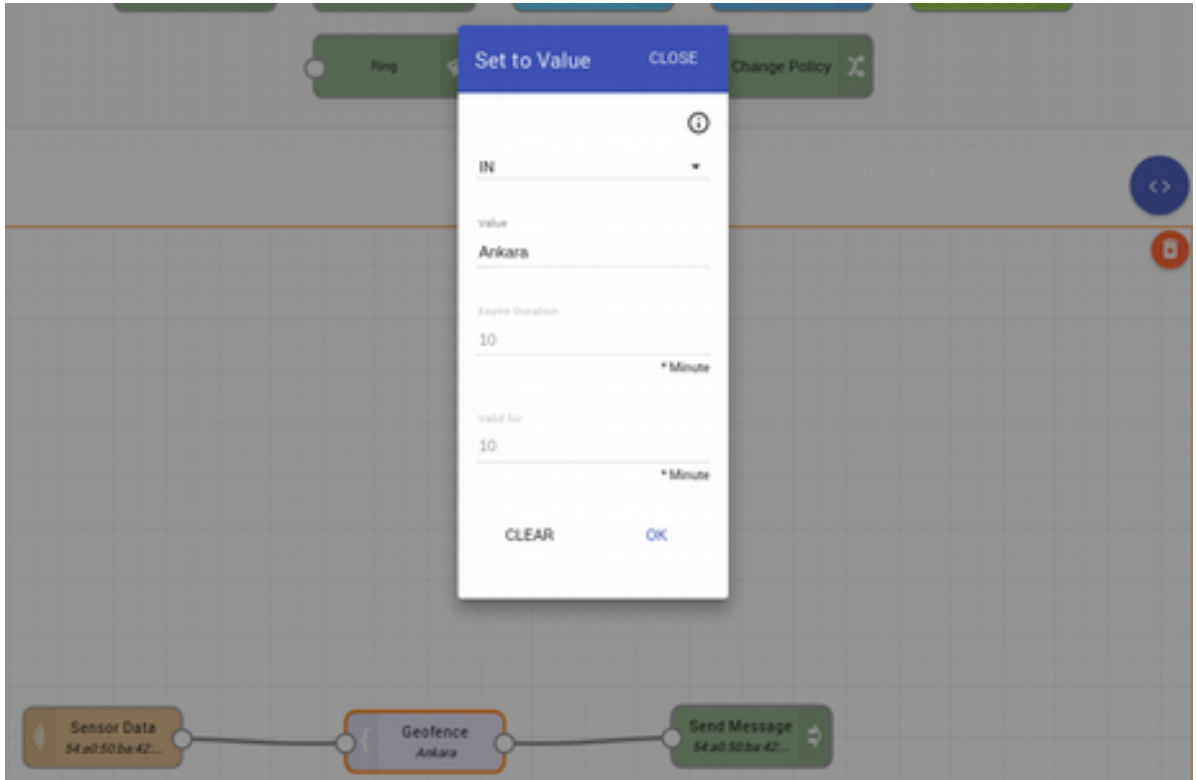 Ring
Set to Value
CLOSE
Change Policy
IN
Value
Ankara
Expire Duration
10
* Minute
Valid for
10
* Minute
CLEAR
OK
Sensor Data
54:a0:50:ba:42:...
Geofence
Ankara
Send Message
54:a0:50:ba:42:...